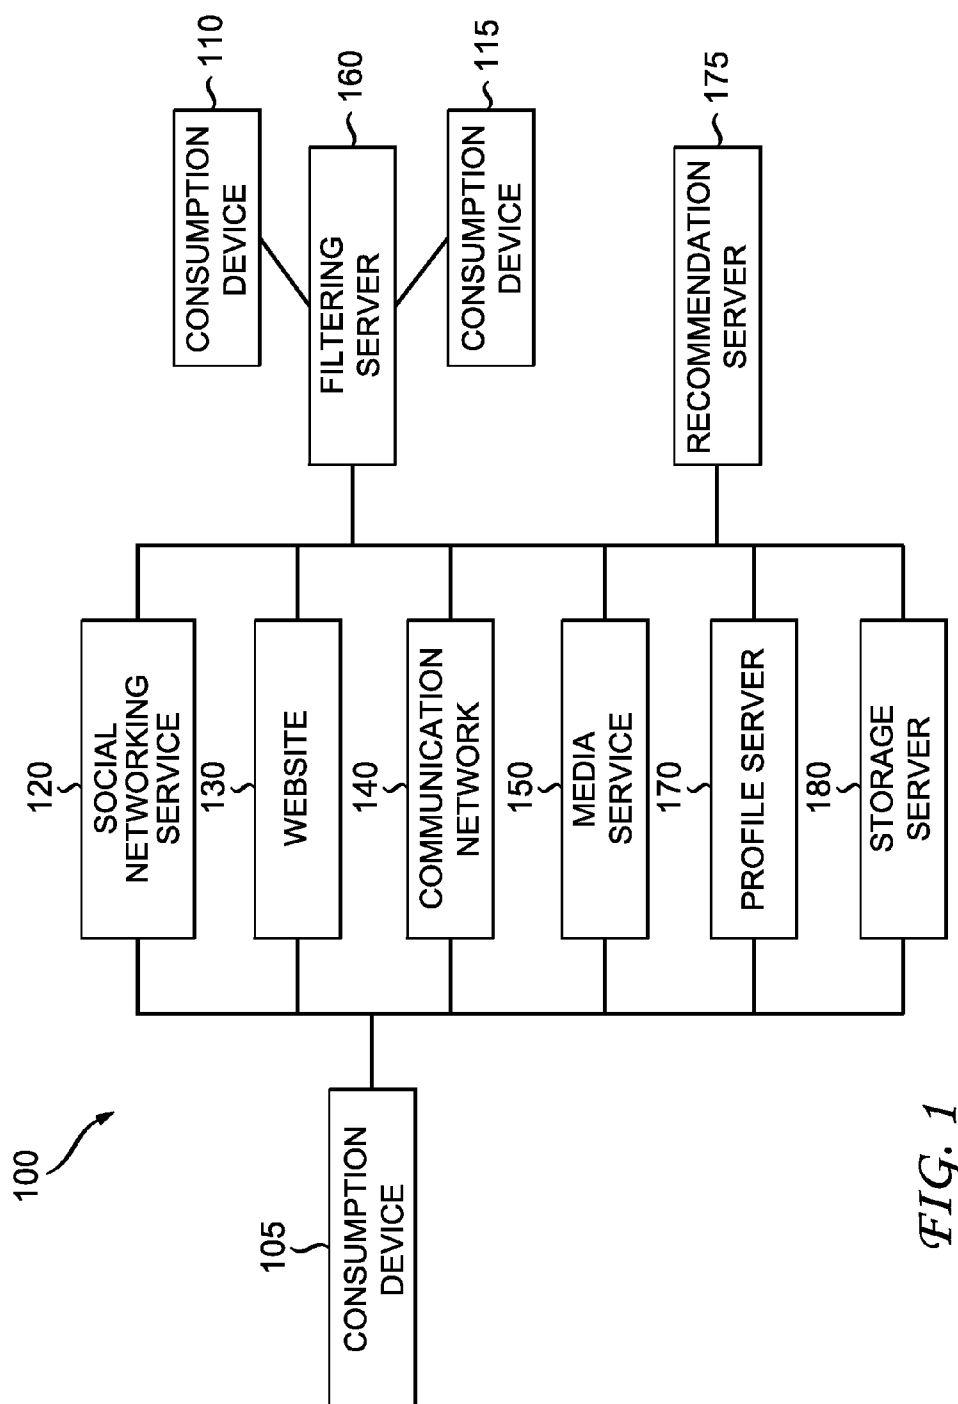 100
105
CONSUMPTION
DEVICE
120
SOCIAL
NETWORKING
SERVICE
130
WEBSITE
140
COMMUNICATION
NETWORK
150
MEDIA
SERVICE
170
PROFILE SERVER
180
STORAGE
SERVER
110
CONSUMPTION
DEVICE
160
FILTERING
SERVER
115
CONSUMPTION
DEVICE
175
RECOMMENDATION
SERVER
FIG. 1